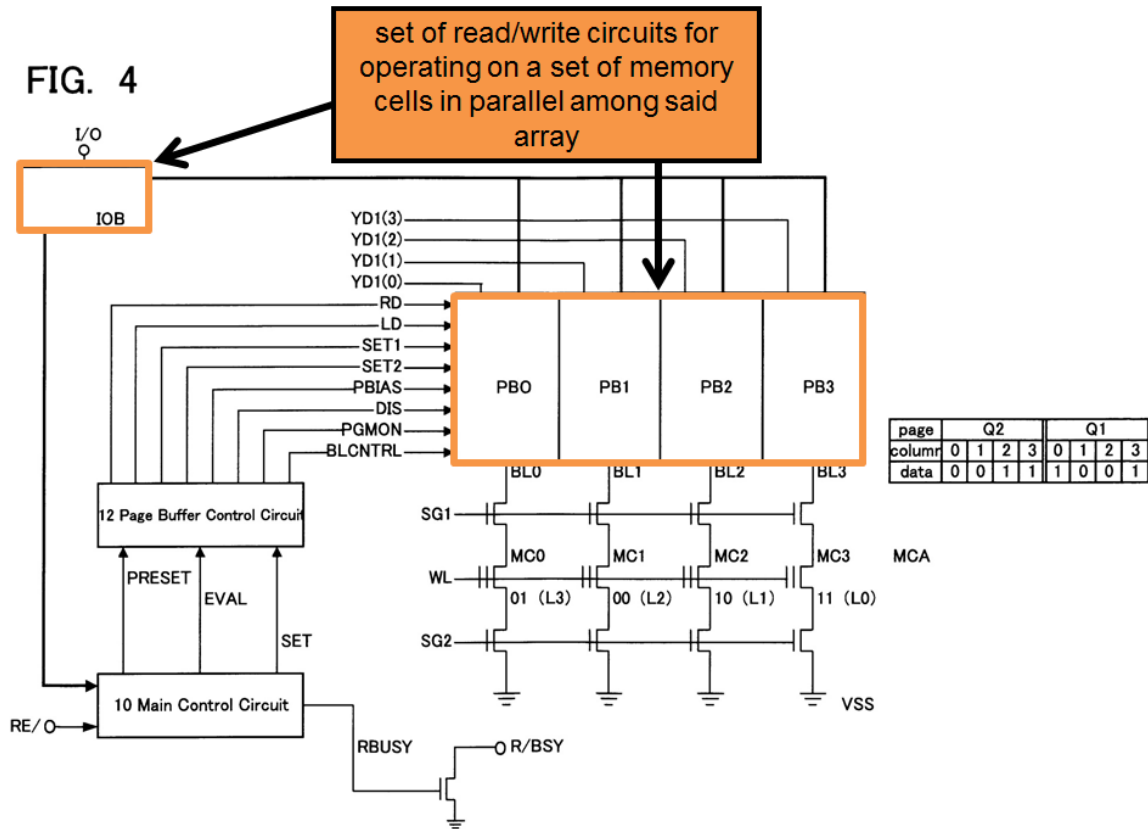 set of read/write circuits for
operating on a set of memory
cells in parallel among said
array
FIG. 4
I/O
IOB
YD1(3)
YD1(2)
YD1(1)
YD1(0)
RD
LD
SET1
SET2
PBIAS
DIS
PGMON
BLCNTRL
PB0 PB1 PB2 PB3
page Q2 Q1
column 0 1 2 3 0 1 2 3
data 0 0 1 1 1 0 0 1
BL0 BL1 BL2 BL3
12 Page Buffer Control Circuit
SG1
MC0 MC1 MC2 MC3 MCA
WL
01 (L3) 00 (L2) 10 (L1) 11 (L0)
SG2
VSS
PRESET
EVAL
SET
10 Main Control Circuit
RE/
RBUSY
R/BSY